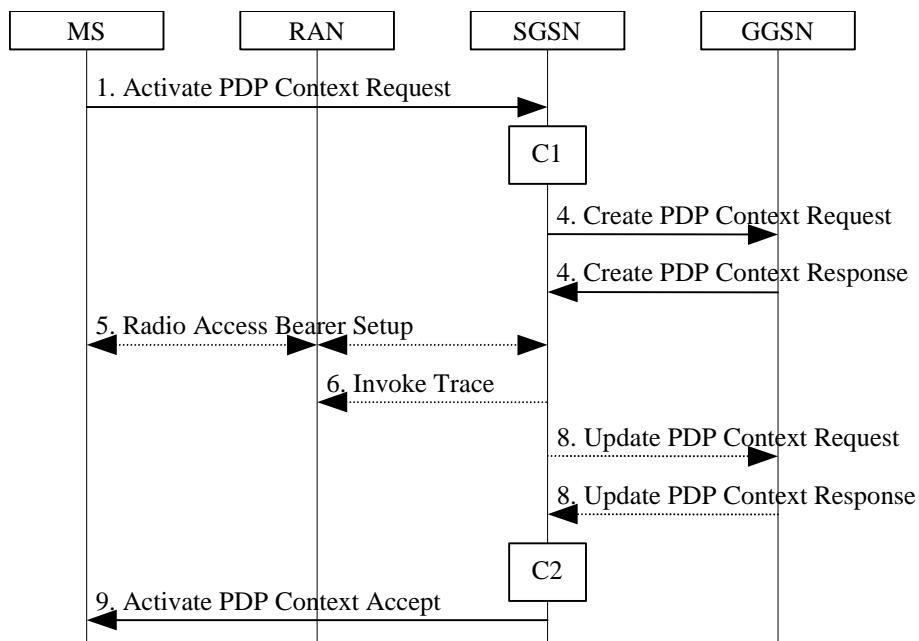 MS
RAN
SGSN
GGSN
1. Activate PDP Context Request
C1
4. Create PDP Context Request
4. Create PDP Context Response
5. Radio Access Bearer Setup
6. Invoke Trace
8. Update PDP Context Request
8. Update PDP Context Response
C2
9. Activate PDP Context Accept